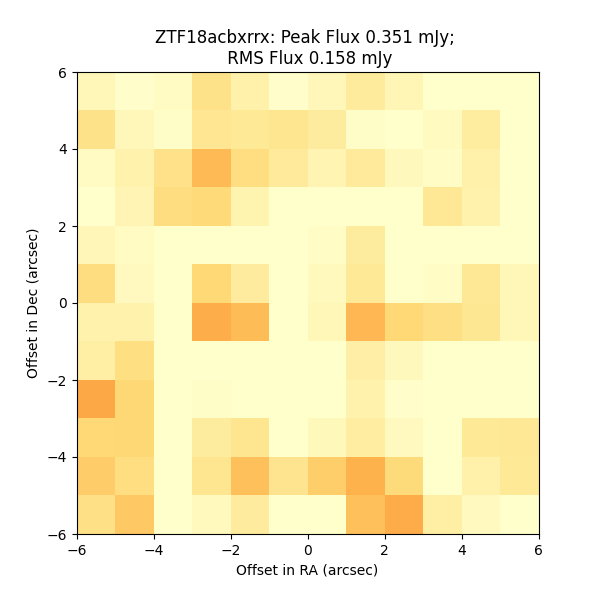 ZTF18acbxrrx: Peak Flux 0.351 mJy;
RMS Flux 0.158 mJy
6
4
2
0
−2
−4
−6
Offset in Dec (arcsec)
−6 −4 −2 0 2 4 6
Offset in RA (arcsec)